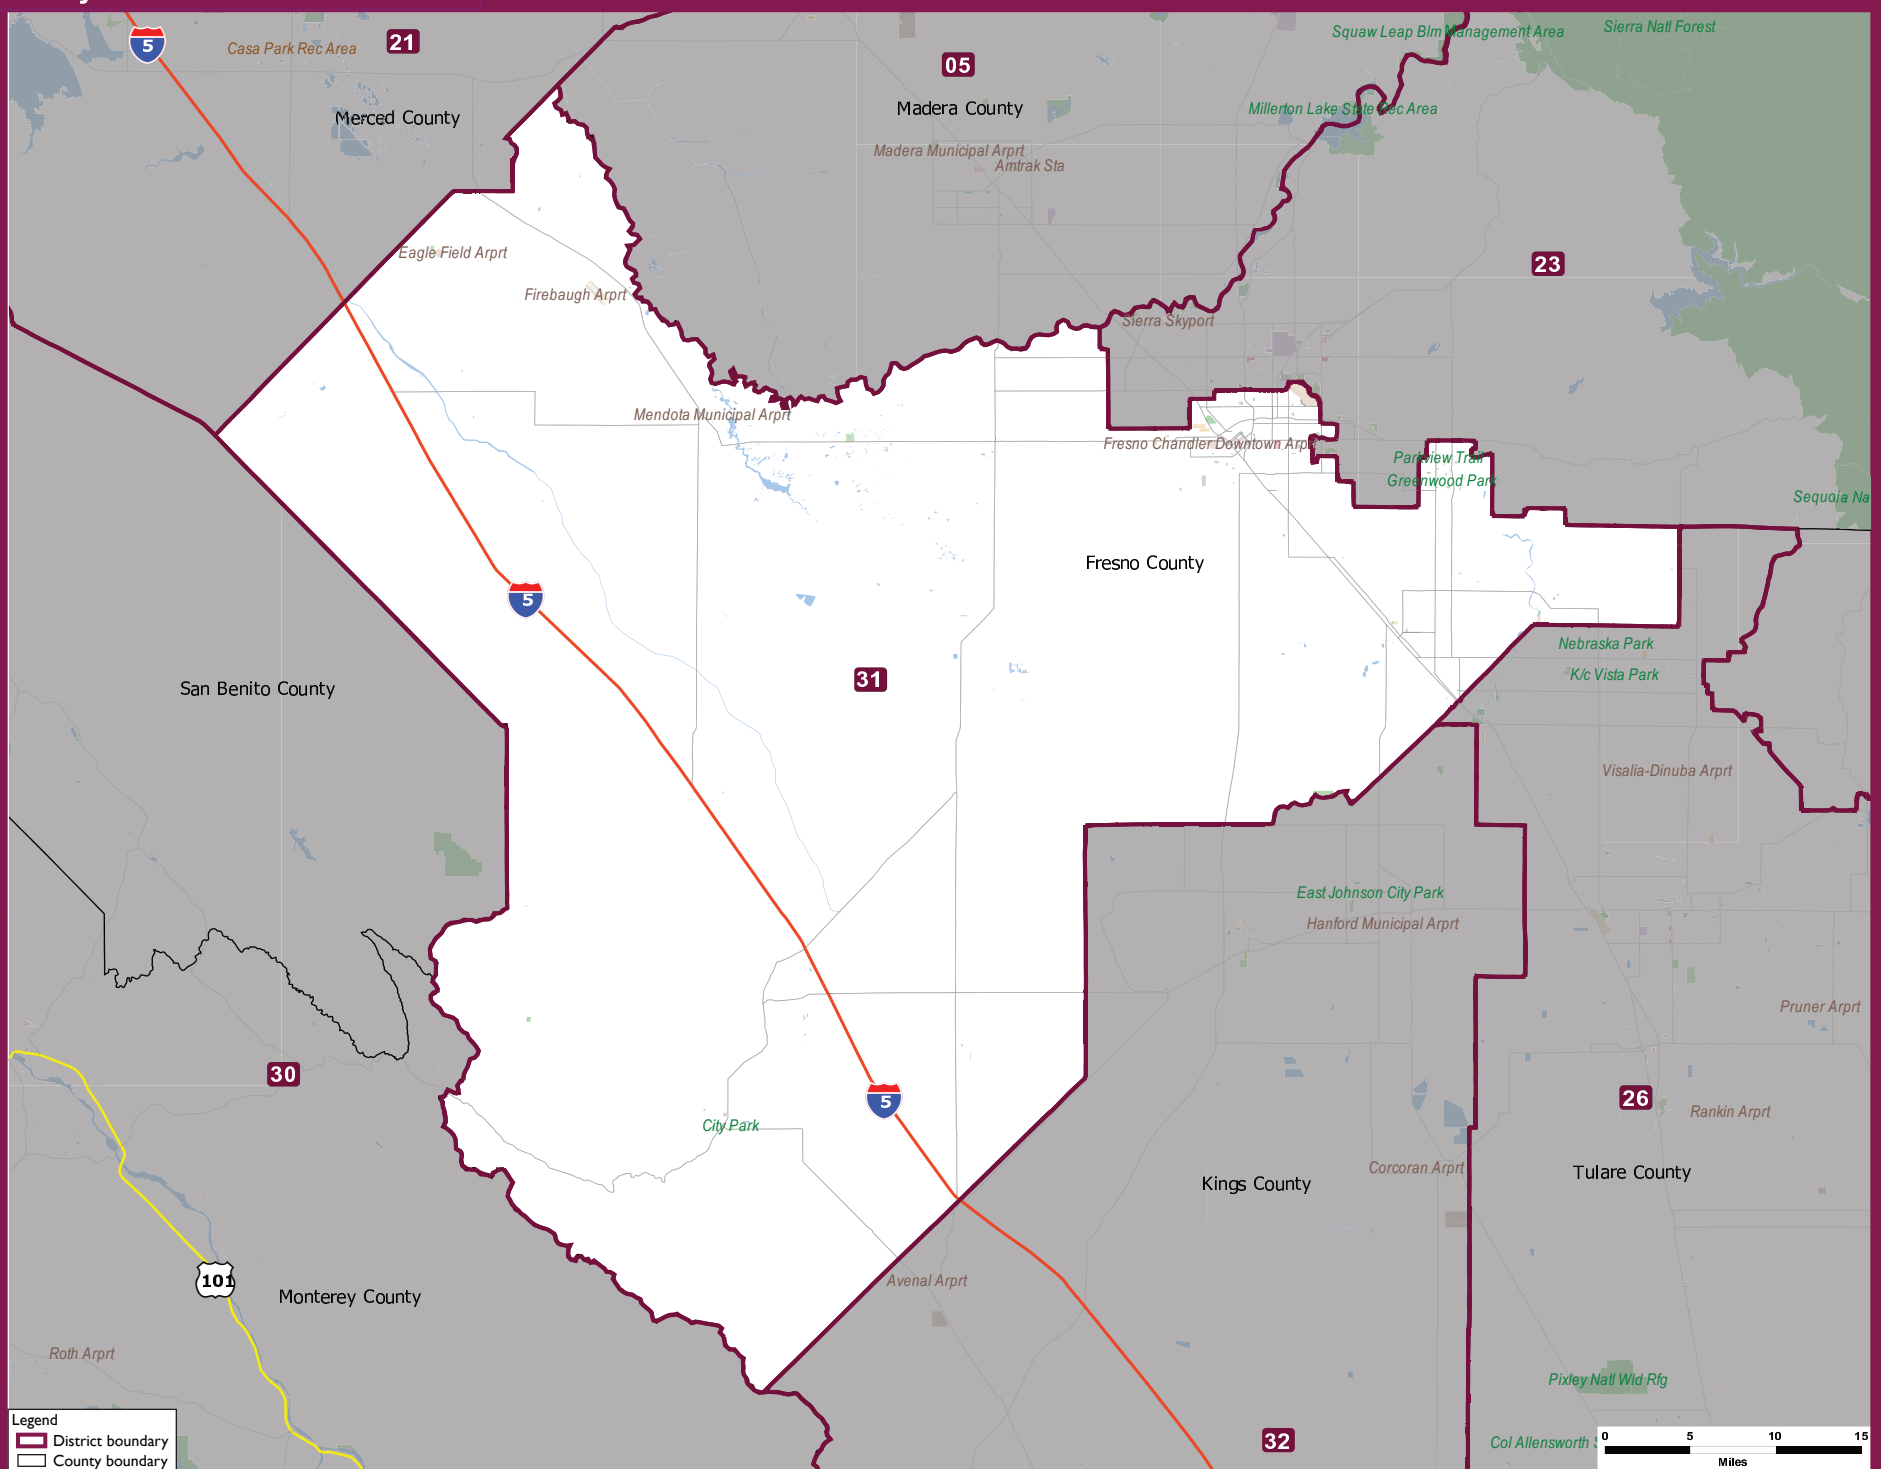 5
Casa Park Rec Area
21
05
Squaw Leap Blm Management Area
Sierra Natl Forest
Merced County
Madera County
Millerton Lake State Rec Area
Madera Municipal Arprt
Amtrak Sta
Eagle Field Arprt
23
Firebaugh Arprt
Sierra Skyport
Mendota Municipal Arprt
Fresno Chandler Downtown Arprt
Parkview Trail
Greenwood Park
Sequoia Na
Fresno County
5
Nebraska Park
K/c Vista Park
31
San Benito County
Visalia-Dinuba Arprt
East Johnson City Park
Hanford Municipal Arprt
Pruner Arprt
30
5
26
Rankin Arprt
City Park
Corcoran Arprt
Tulare County
Kings County
101
Avenal Arprt
Monterey County
Roth Arprt
Pixley Natl Wld Rfg
32
Col Allensworth
Legend
District boundary
County boundary
0 5 10 15
Miles